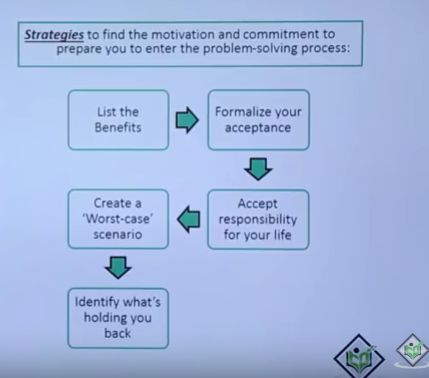 Strategies to find the motivation and commitment to
prepare you to enter the problem-solving process:
List the
Benefits
Formalize your
acceptance
Accept
responsibility
for your life
Create a
'Worst-case'
scenario
Identify what's
holding you
back